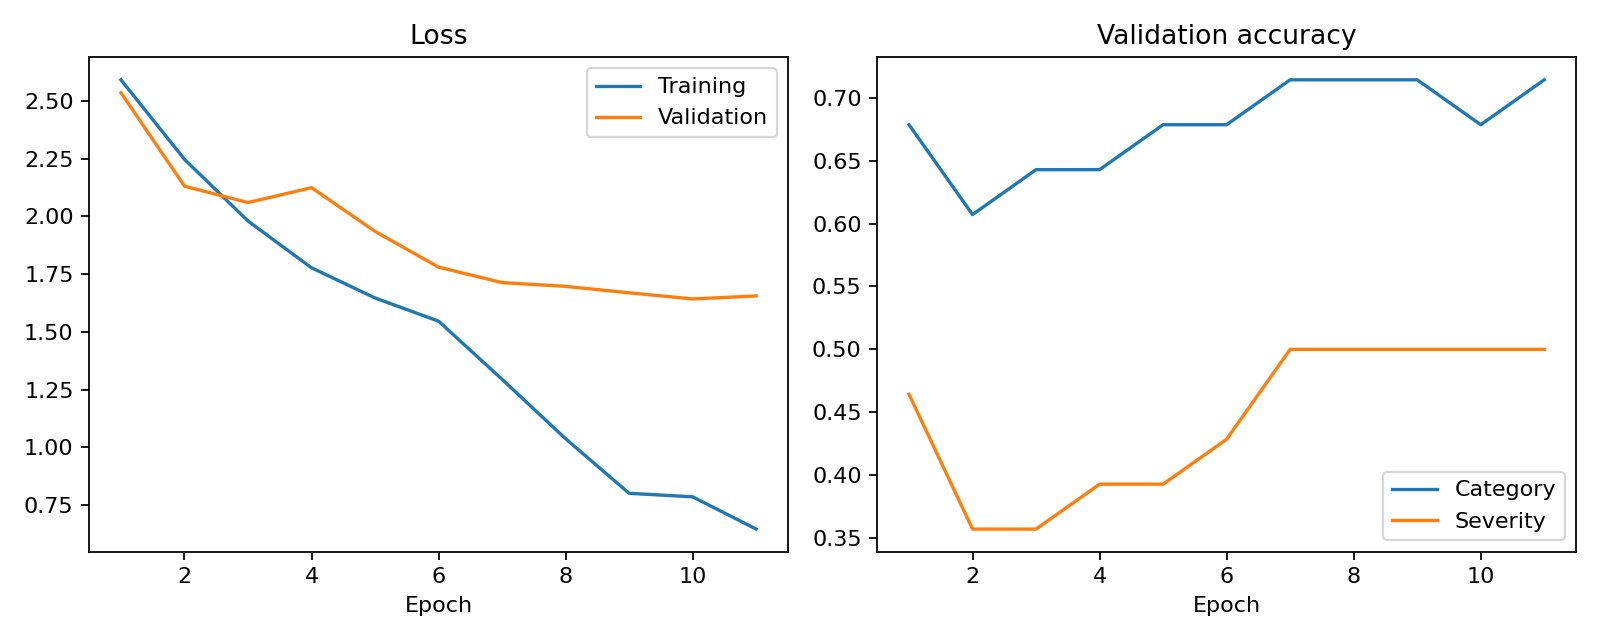 Loss
Training
Validation
2.50
2.25
2.00
1.75
1.50
1.25
1.00
0.75
2 4 6 8 10
Epoch
Validation accuracy
0.70
0.65
0.60
0.55
0.50
0.45
0.40
0.35
Category
Severity
2 4 6 8 10
Epoch